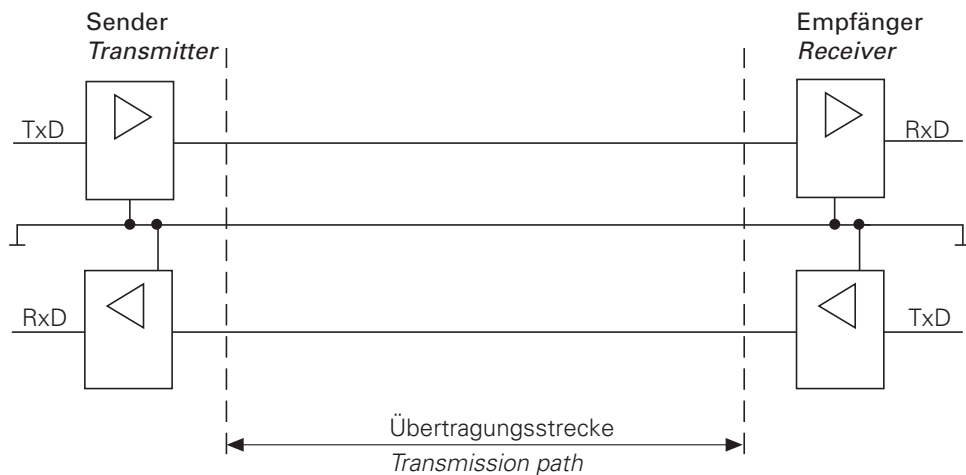 Sender
Transmitter
Empfänger
Receiver
TxD
RxD
RxD
TxD
Übertragungsstrecke
Transmission path